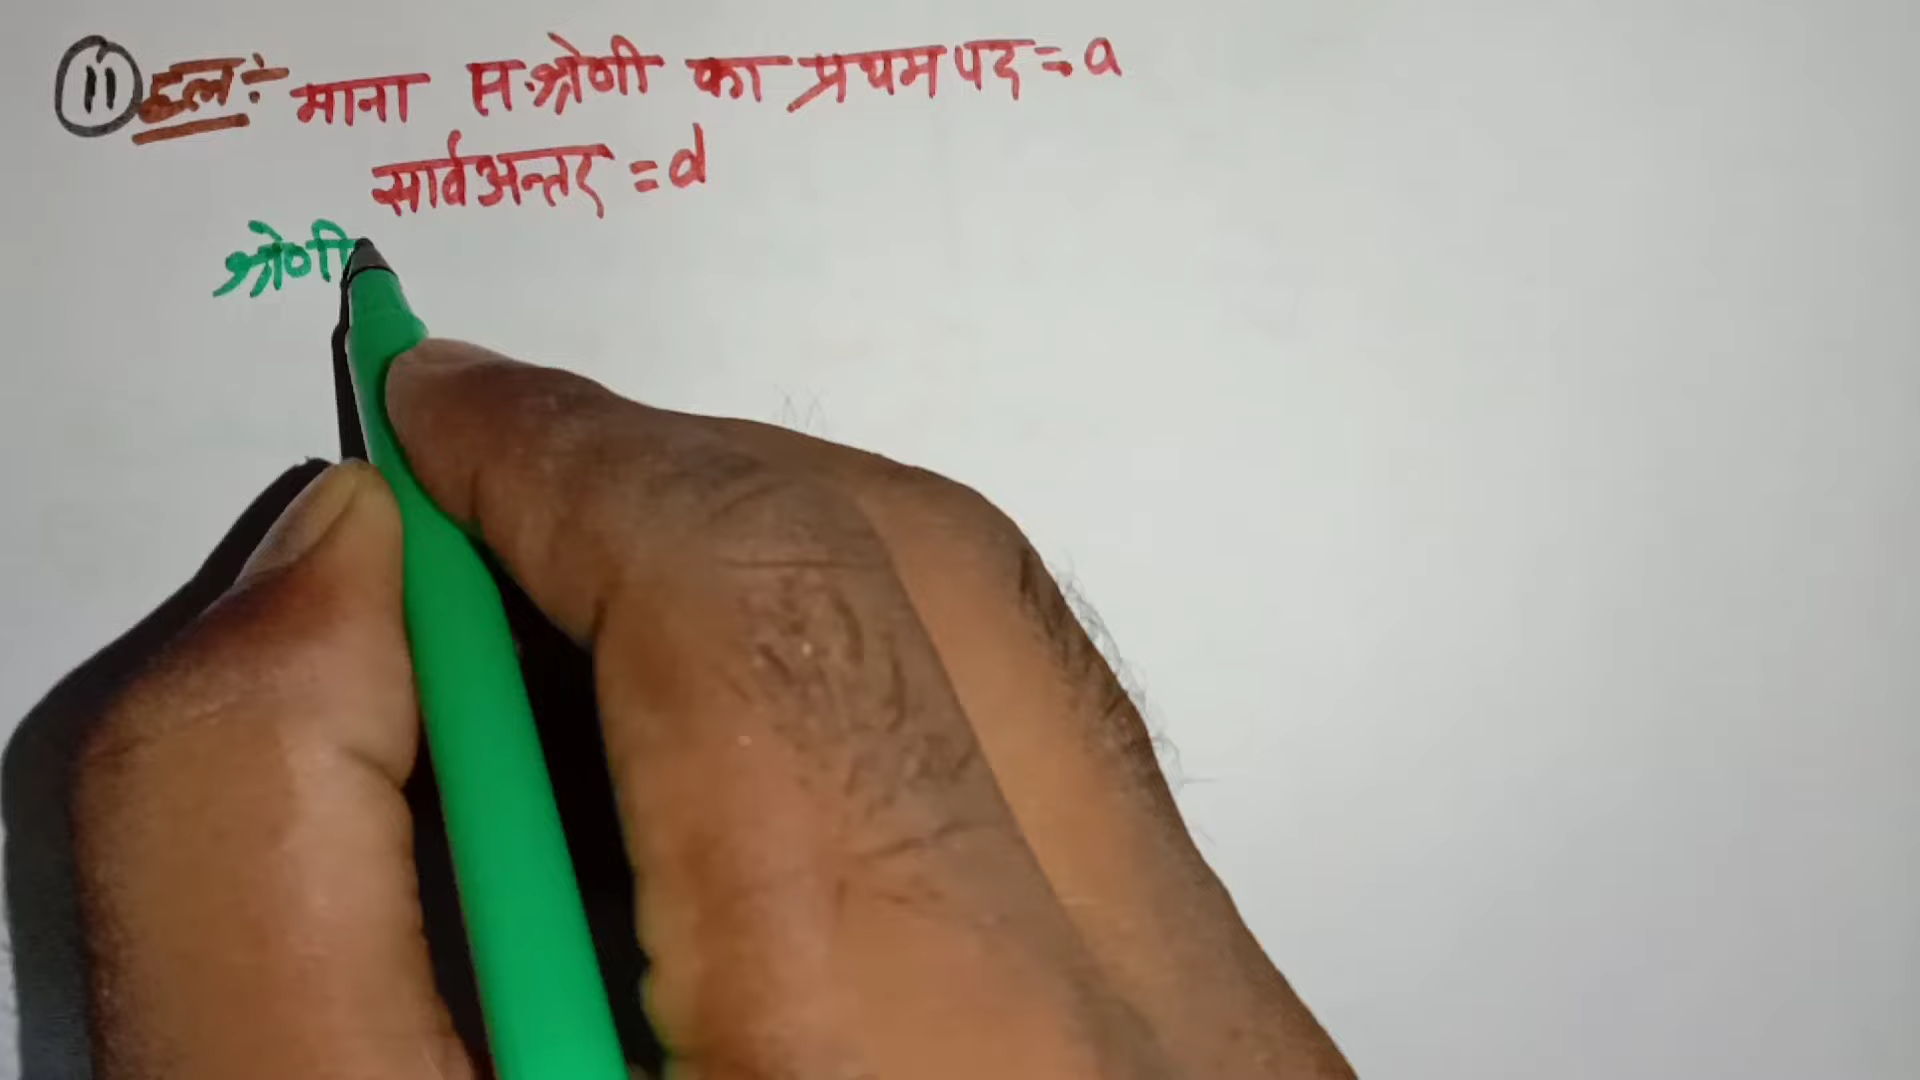 11 हल:- माना स.श्रेणी का प्रथम पद = a
सार्वअन्तर = d
श्रेणी